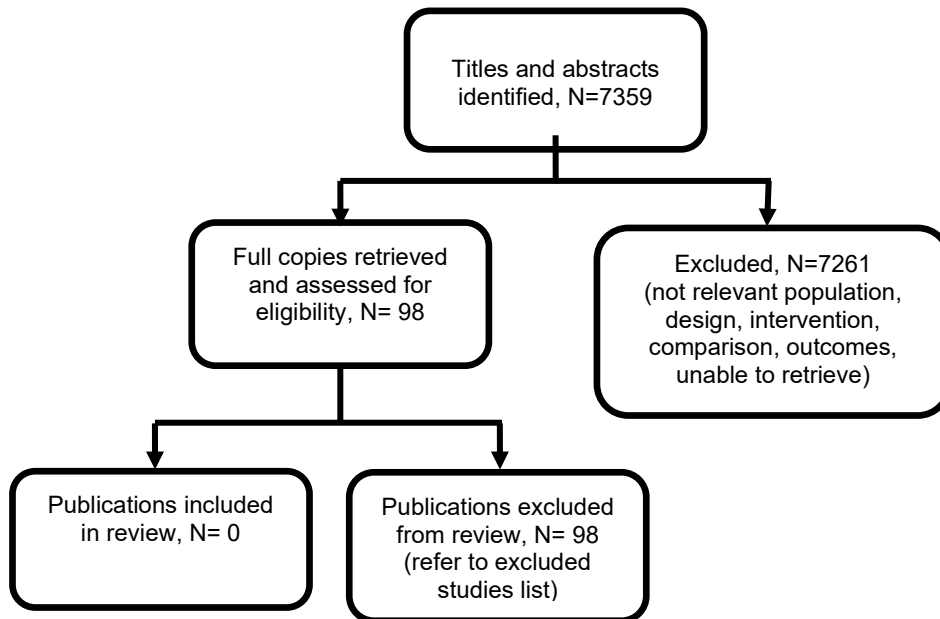 Titles and abstracts
identified, N=7359
Full copies retrieved
and assessed for
eligibility, N= 98
Excluded, N=7261
(not relevant population,
design, intervention,
comparison, outcomes,
unable to retrieve)
Publications included
in review, N= 0
Publications excluded
from review, N= 98
(refer to excluded
studies list)